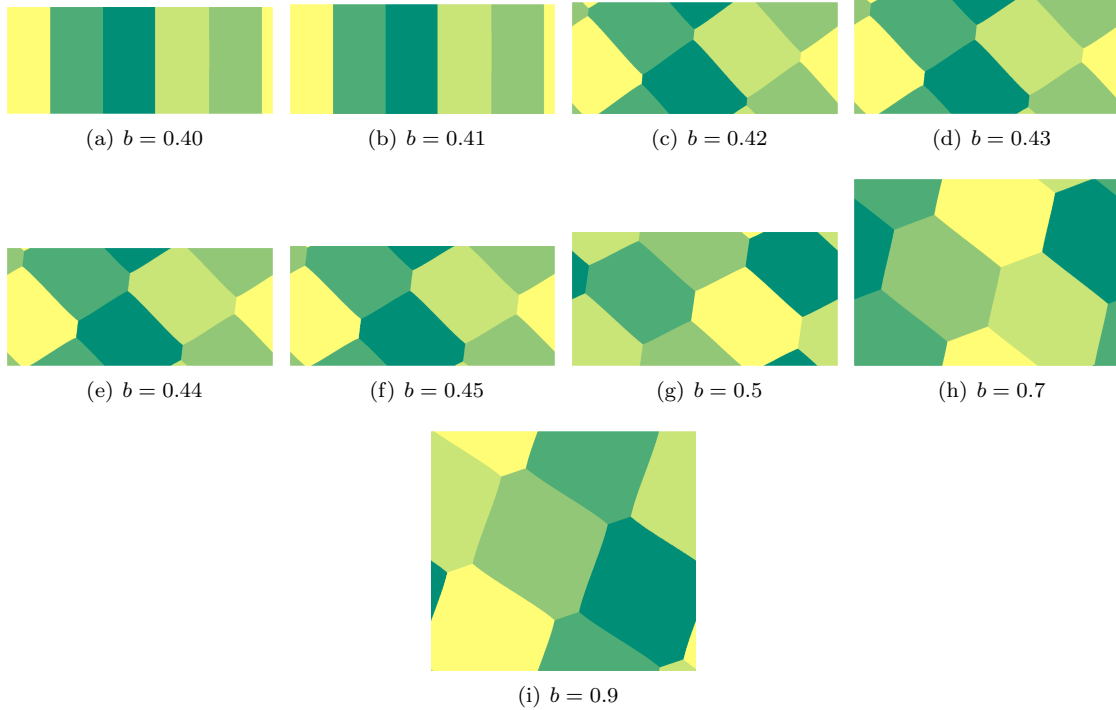 (a) b = 0.40
(b) b = 0.41
(c) b = 0.42
(d) b = 0.43
(e) b = 0.44
(f) b = 0.45
(g) b = 0.5
(h) b = 0.7
(i) b = 0.9